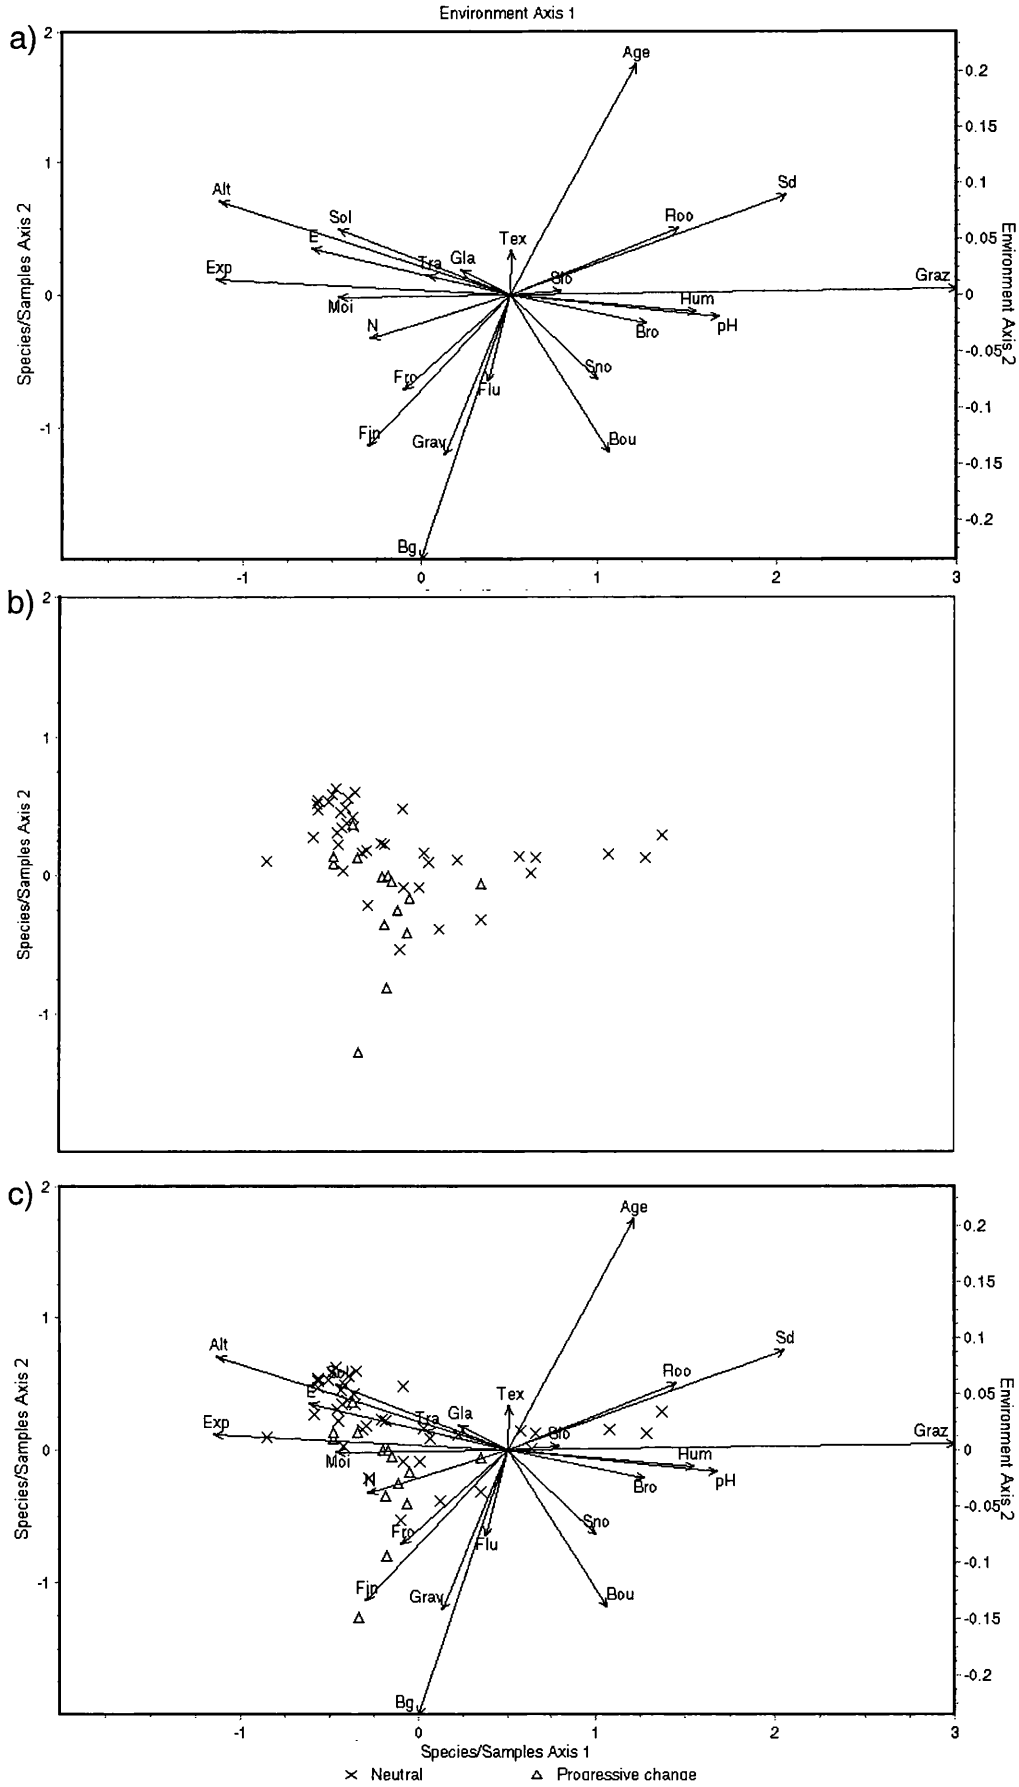 Environment Axis 1
a)
2
1
0
-1
Species/Samples Axis 2
0.2
0.15
0.1
0.05
0
-0.05
-0.1
-0.15
-0.2
Environment Axis 2
Age
Alt
Sd
Sol
Roo
E
Tex
Gla
Tra
Exp
Slo
Graz
Moi
Hum
N
Bro
pH
Sno
Fro
Flu
Fjn
Grav
Bou
Bg
-1 0 1 2 3
b)
2
1
0
-1
Species/Samples Axis 2
c)
2
1
0
-1
Species/Samples Axis 2
0.2
0.15
0.1
0.05
0
-0.05
-0.1
-0.15
-0.2
Environment Axis 2
Age
Alt
Sd
Roo
E
Tex
Gla
Tra
Exp
Slo
Graz
Moi
Hum
N
Bro
pH
Sno
Fro
Flu
Fjn
Grav
Bou
Bg
-1 0 1 2 3
Species/Samples Axis 1
Neutral Progressive change